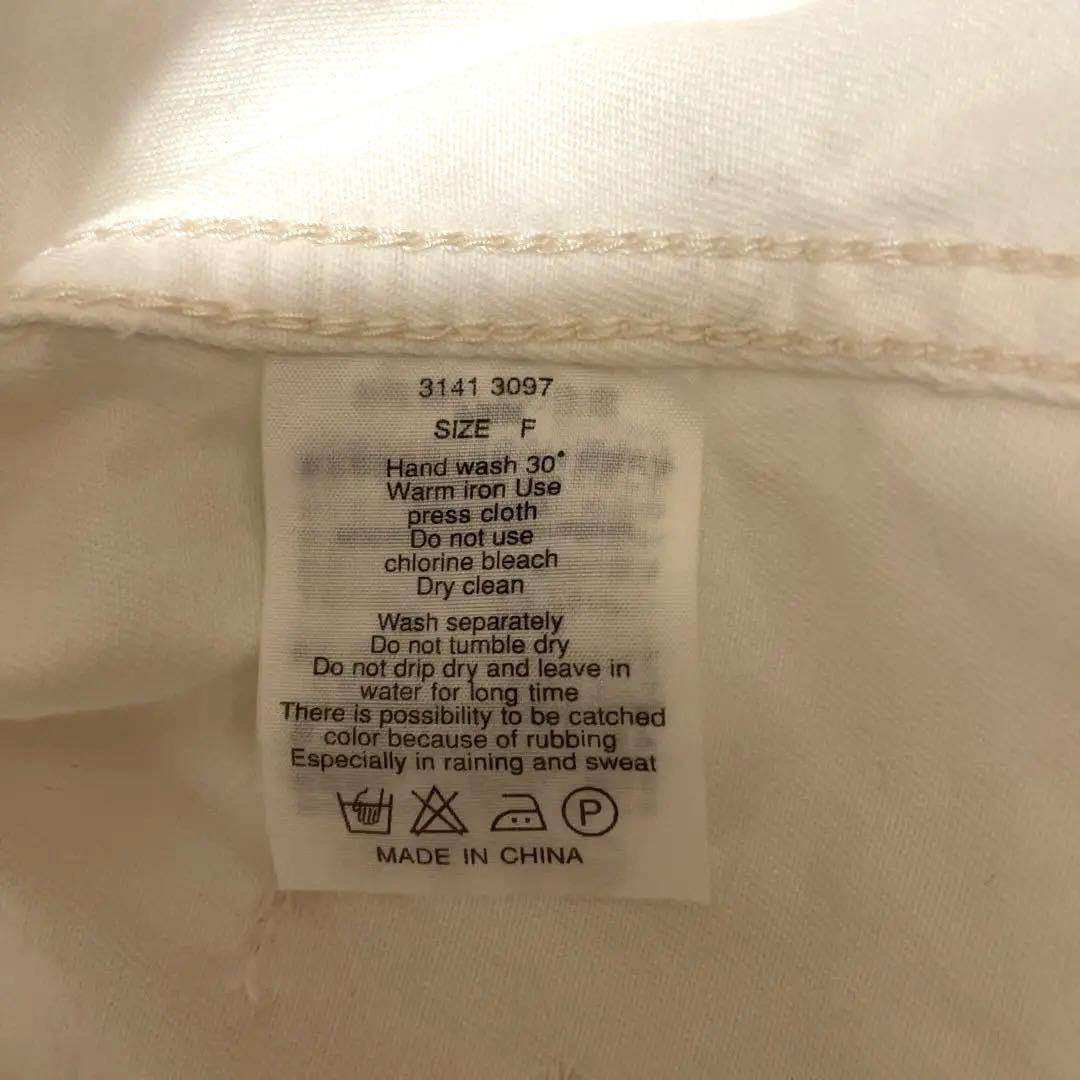 3141 3097
SIZE F
Hand wash 30°
Warm iron Use
press cloth
Do not use
chlorine bleach
Dry clean
Wash separately
Do not tumble dry
Do not drip dry and leave in
water for long time
There is possibility to be catched
color because of rubbing
Especially in raining and sweat
P
MADE IN CHINA